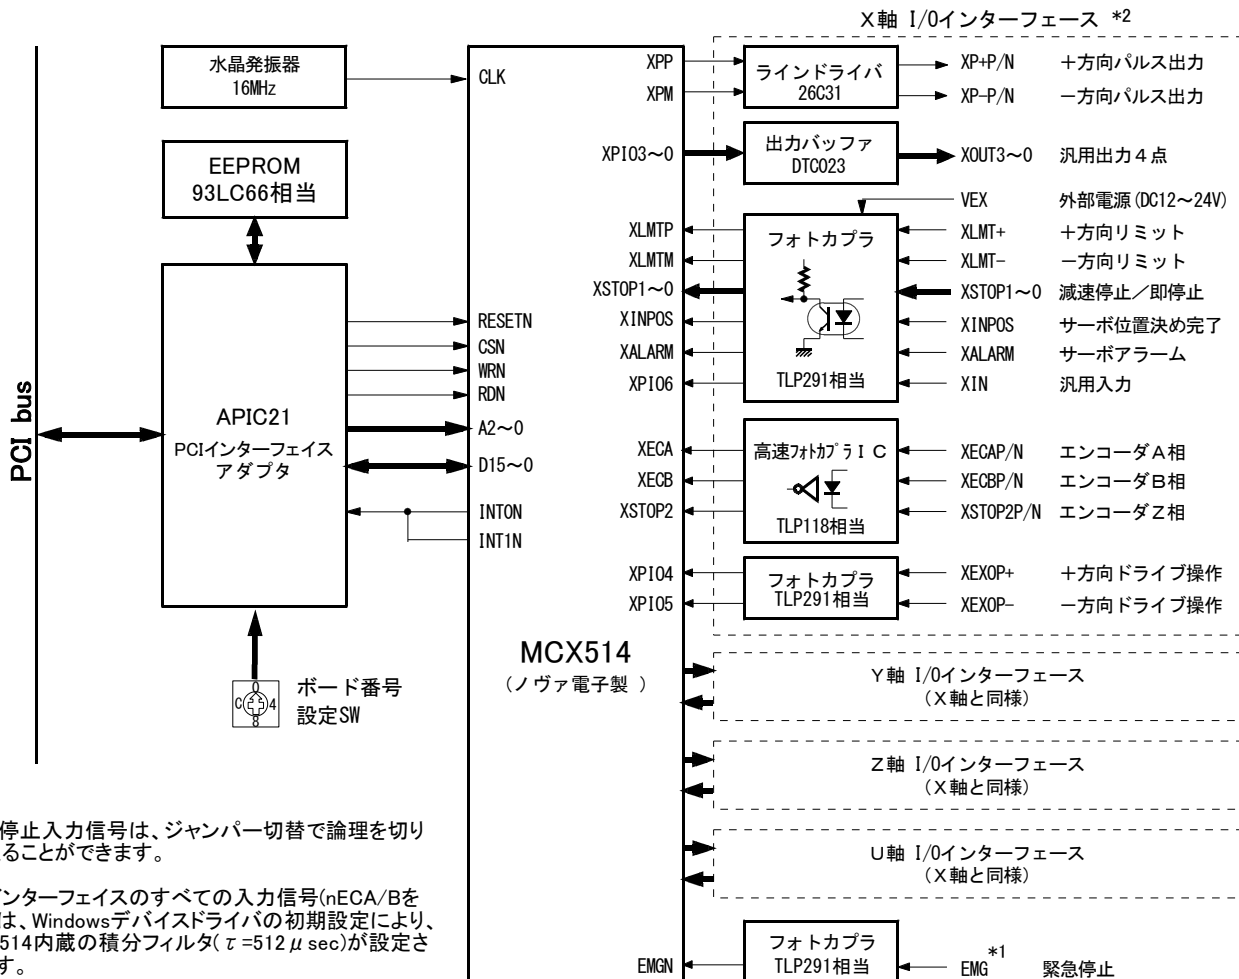 X軸 I/Oインターフェース *2
水晶発振器
16MHz
EEPROM
93LC66相当
PCI bus
APIC21
PCIインターフェイス
アダプタ
0
C
4
8
ボード番号
設定SW
CLK
RESETN
CSN
WRN
RDN
A2～0
D15～0
INT0N
INT1N
MCX514
(ノヴァ電子製 )
XPP
XPM
XPIO3～0
XLMTP
XLMTM
XSTOP1～0
XINPOS
XALARM
XPIO6
XECA
XECB
XSTOP2
XPIO4
XPIO5
EMGN
ラインドライバ
26C31
XP+P/N ＋方向パルス出力
XP-P/N －方向パルス出力
出力バッファ
DTC023
XOUT3～0 汎用出力４点
VEX 外部電源(DC12～24V)
フォトカプラ
TLP291相当
XLMT+ ＋方向リミット
XLMT- －方向リミット
XSTOP1～0 減速停止／即停止
XINPOS サーボ位置決め完了
XALARM サーボアラーム
XIN 汎用入力
高速ﾌｫﾄｶﾌﾟﾗＩＣ
TLP118相当
XECAP/N エンコーダＡ相
XECBP/N エンコーダＢ相
XSTOP2P/N エンコーダＺ相
フォトカプラ
TLP291相当
XEXOP+ ＋方向ドライブ操作
XEXOP- －方向ドライブ操作
Y軸 I/Oインターフェース
(X軸と同様)
Z軸 I/Oインターフェース
(X軸と同様)
U軸 I/Oインターフェース
(X軸と同様)
フォトカプラ
TLP291相当
EMG *1 緊急停止
停止入力信号は、ジャンパー切替で論理を切り
ることができます。
ンターフェイスのすべての入力信号(nECA/Bを
は、Windowsデバイスドライバの初期設定により、
514内蔵の積分フィルタ(τ=512μsec)が設定さ
す。